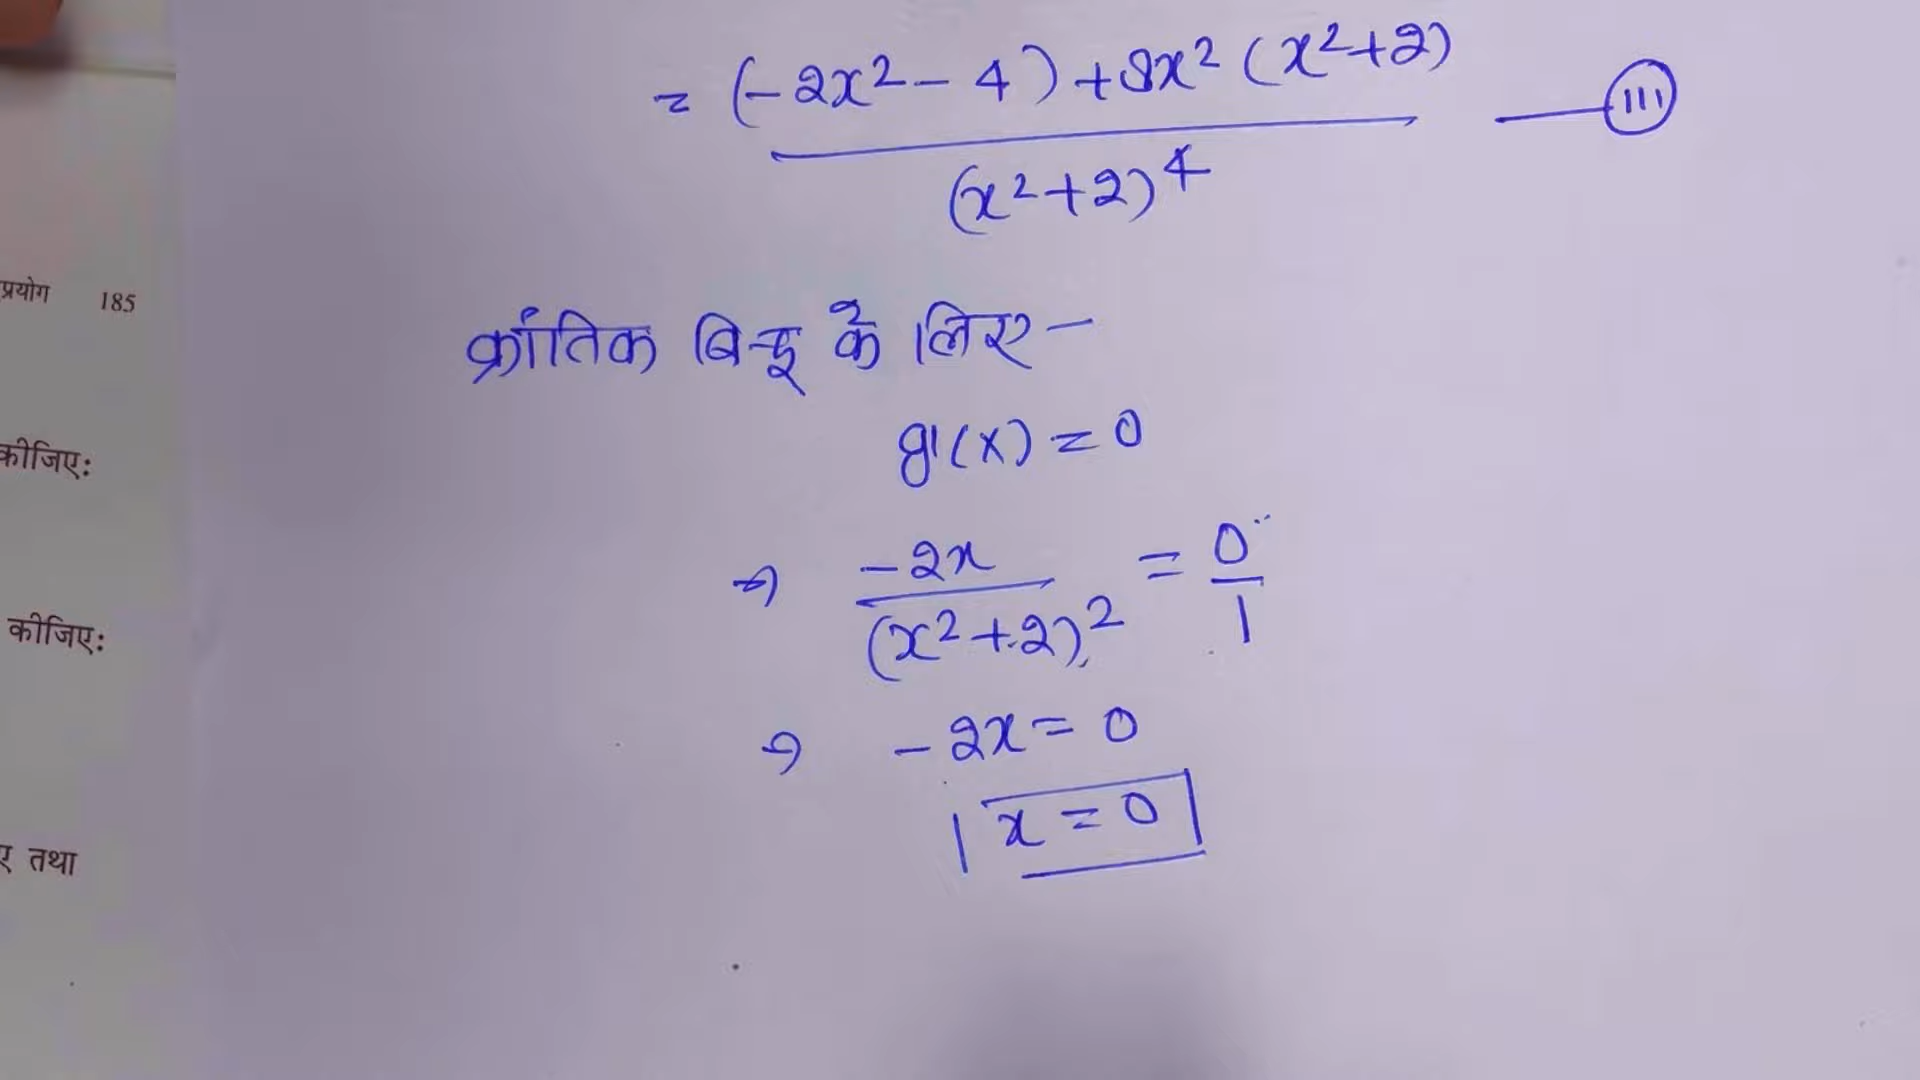 = (-2x² - 4) + 8x² (x²+2)
(x²+2)⁴
(III)
प्रयोग 185
क्रांतिक बिन्दू के लिए -
g'(x) = 0
कीजिए:
⇒ -2x / (x²+2)² = 0/1
कीजिए:
⇒ -2x = 0
x = 0
तथा